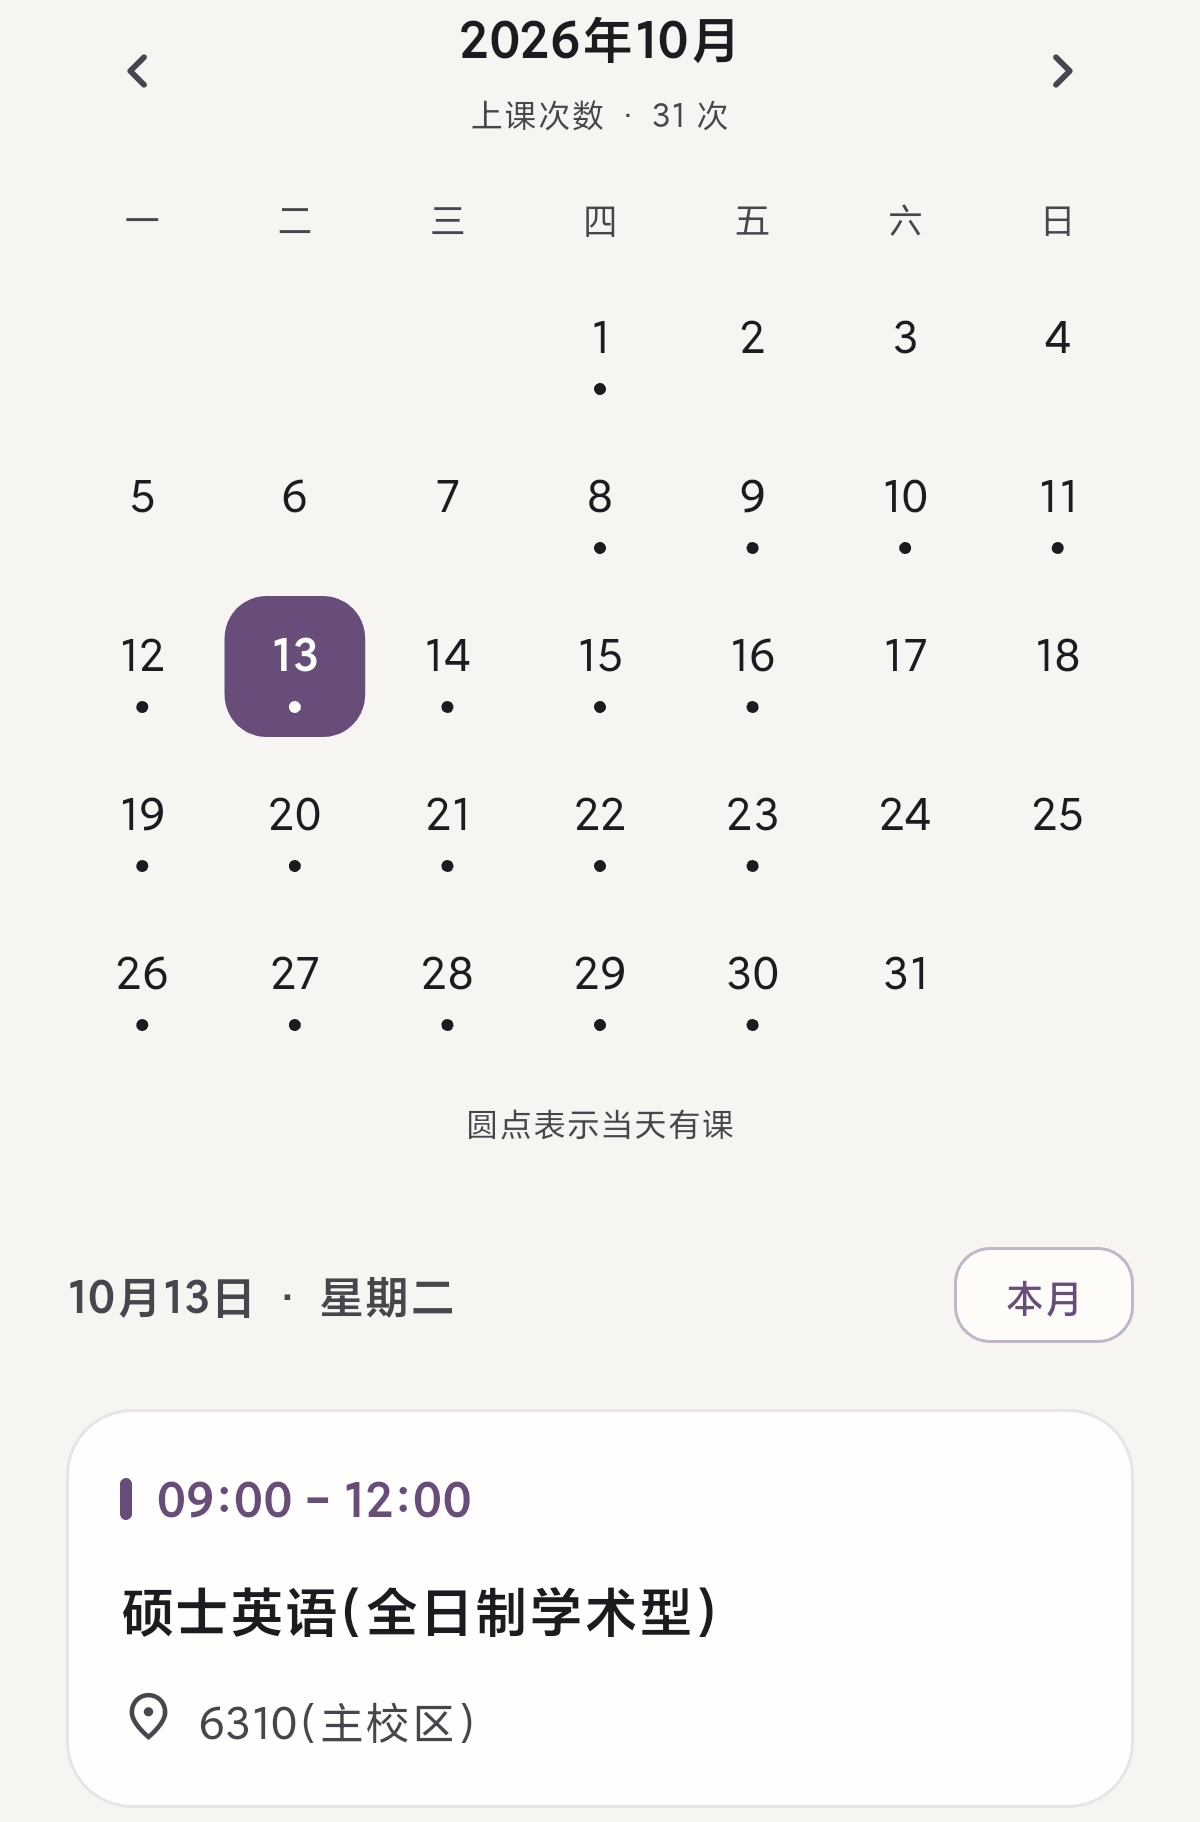 2026年10月
上课次数 · 31 次
一 二 三 四 五 六 日
1 2 3 4
5 6 7 8 9 10 11
12 13 14 15 16 17 18
19 20 21 22 23 24 25
26 27 28 29 30 31
圆点表示当天有课
10月13日 · 星期二
本月
09:00 – 12:00
硕士英语(全日制学术型)
6310(主校区)